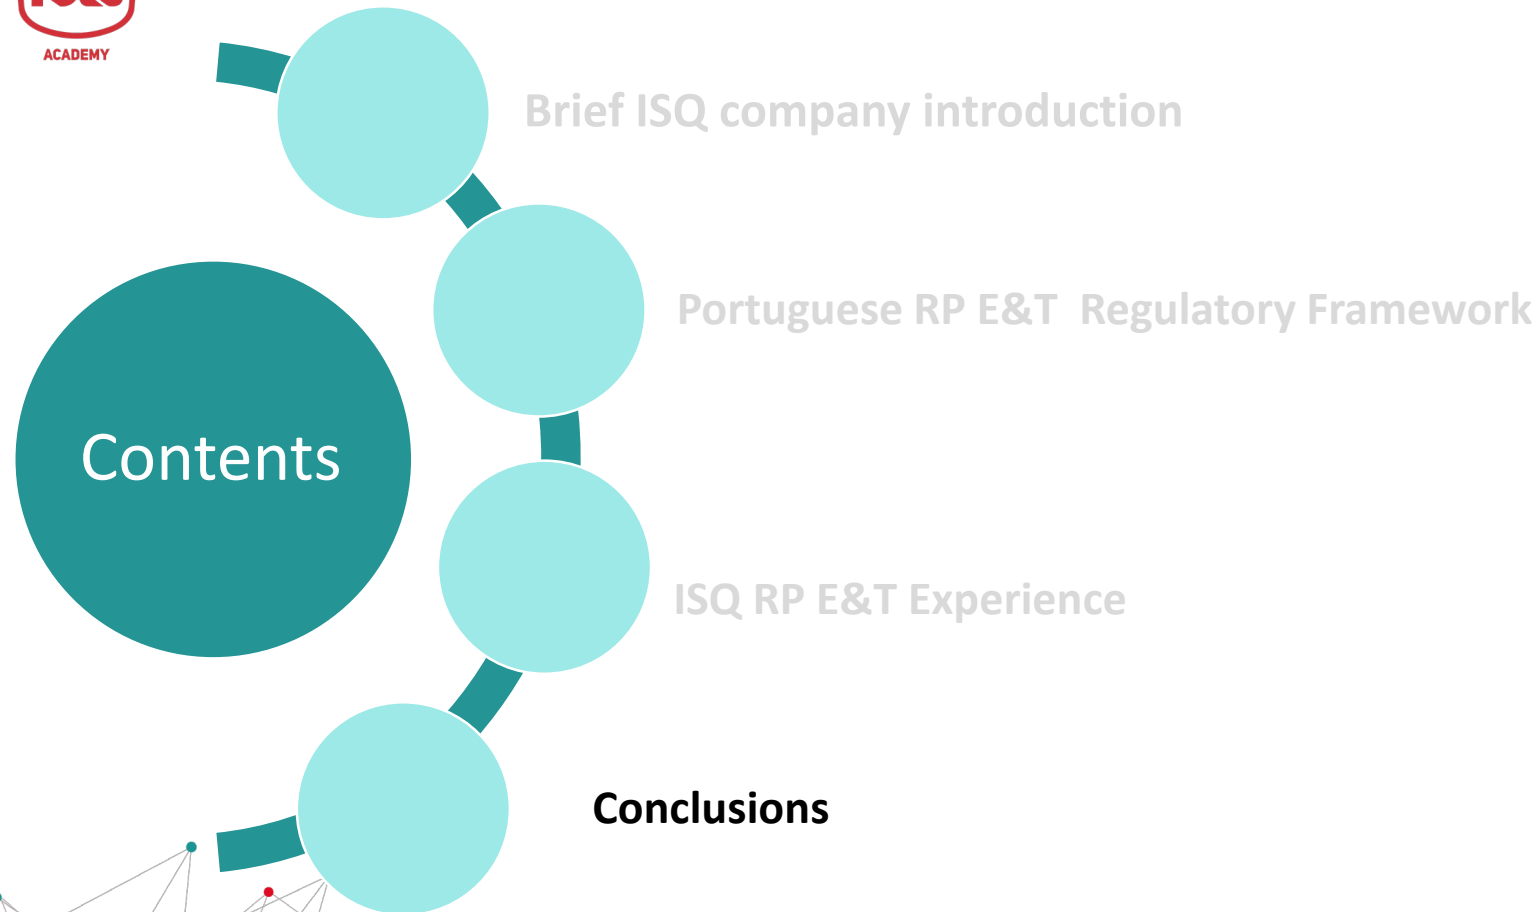 ACADEMY
Brief ISQ company introduction
Portuguese RP E&T  Regulatory Framework
Contents
ISQ RP E&T Experience
Conclusions